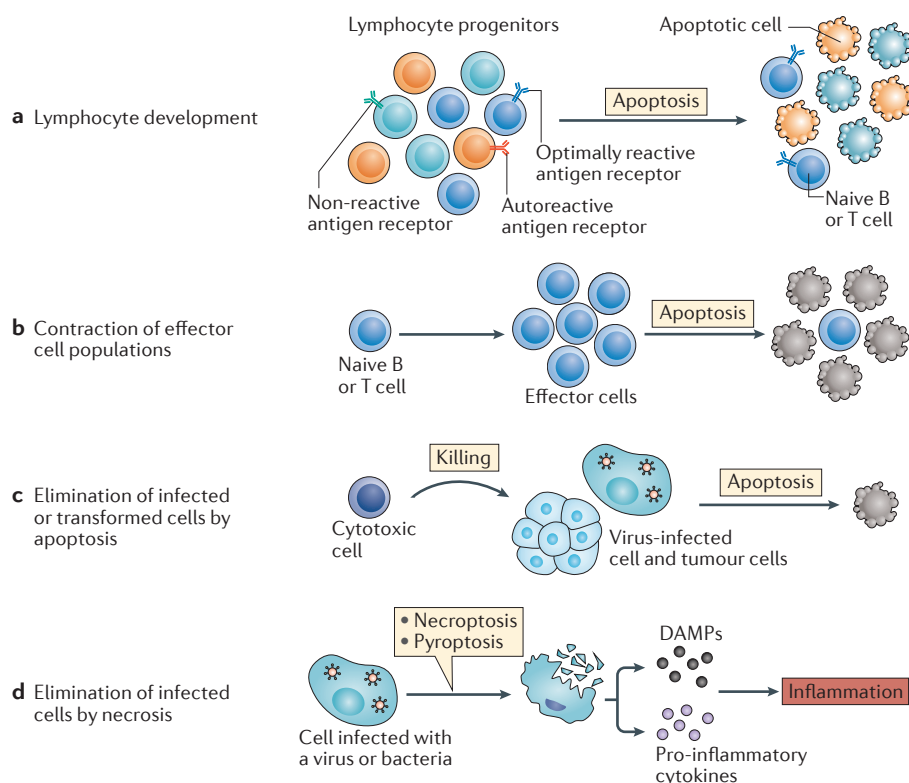 Lymphocyte progenitors
Apoptotic cell
a Lymphocyte development
Apoptosis
Optimally reactive
antigen receptor
Non-reactive
antigen receptor
Autoreactive
antigen receptor
Naive B
or T cell
b Contraction of effector
cell populations
Naive B
or T cell
Effector cells
Apoptosis
c Elimination of infected
or transformed cells by
apoptosis
Cytotoxic
cell
Killing
Virus-infected
cell and tumour cells
Apoptosis
d Elimination of infected
cells by necrosis
• Necroptosis
• Pyroptosis
Cell infected with
a virus or bacteria
DAMPs
Pro-inflammatory
cytokines
Inflammation